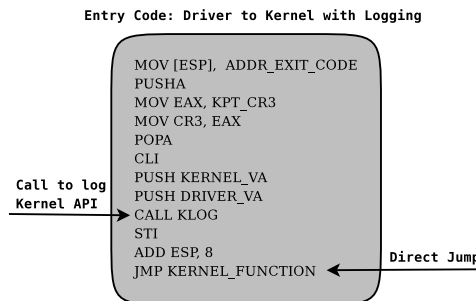 Entry Code: Driver to Kernel with Logging
MOV [ESP], ADDR_EXIT_CODE
PUSHA
MOV EAX, KPT_CR3
MOV CR3, EAX
POPA
CLI
PUSH KERNEL_VA
PUSH DRIVER_VA
Call to log
Kernel API
CALL KLOG
STI
ADD ESP, 8
JMP KERNEL_FUNCTION
Direct Jump